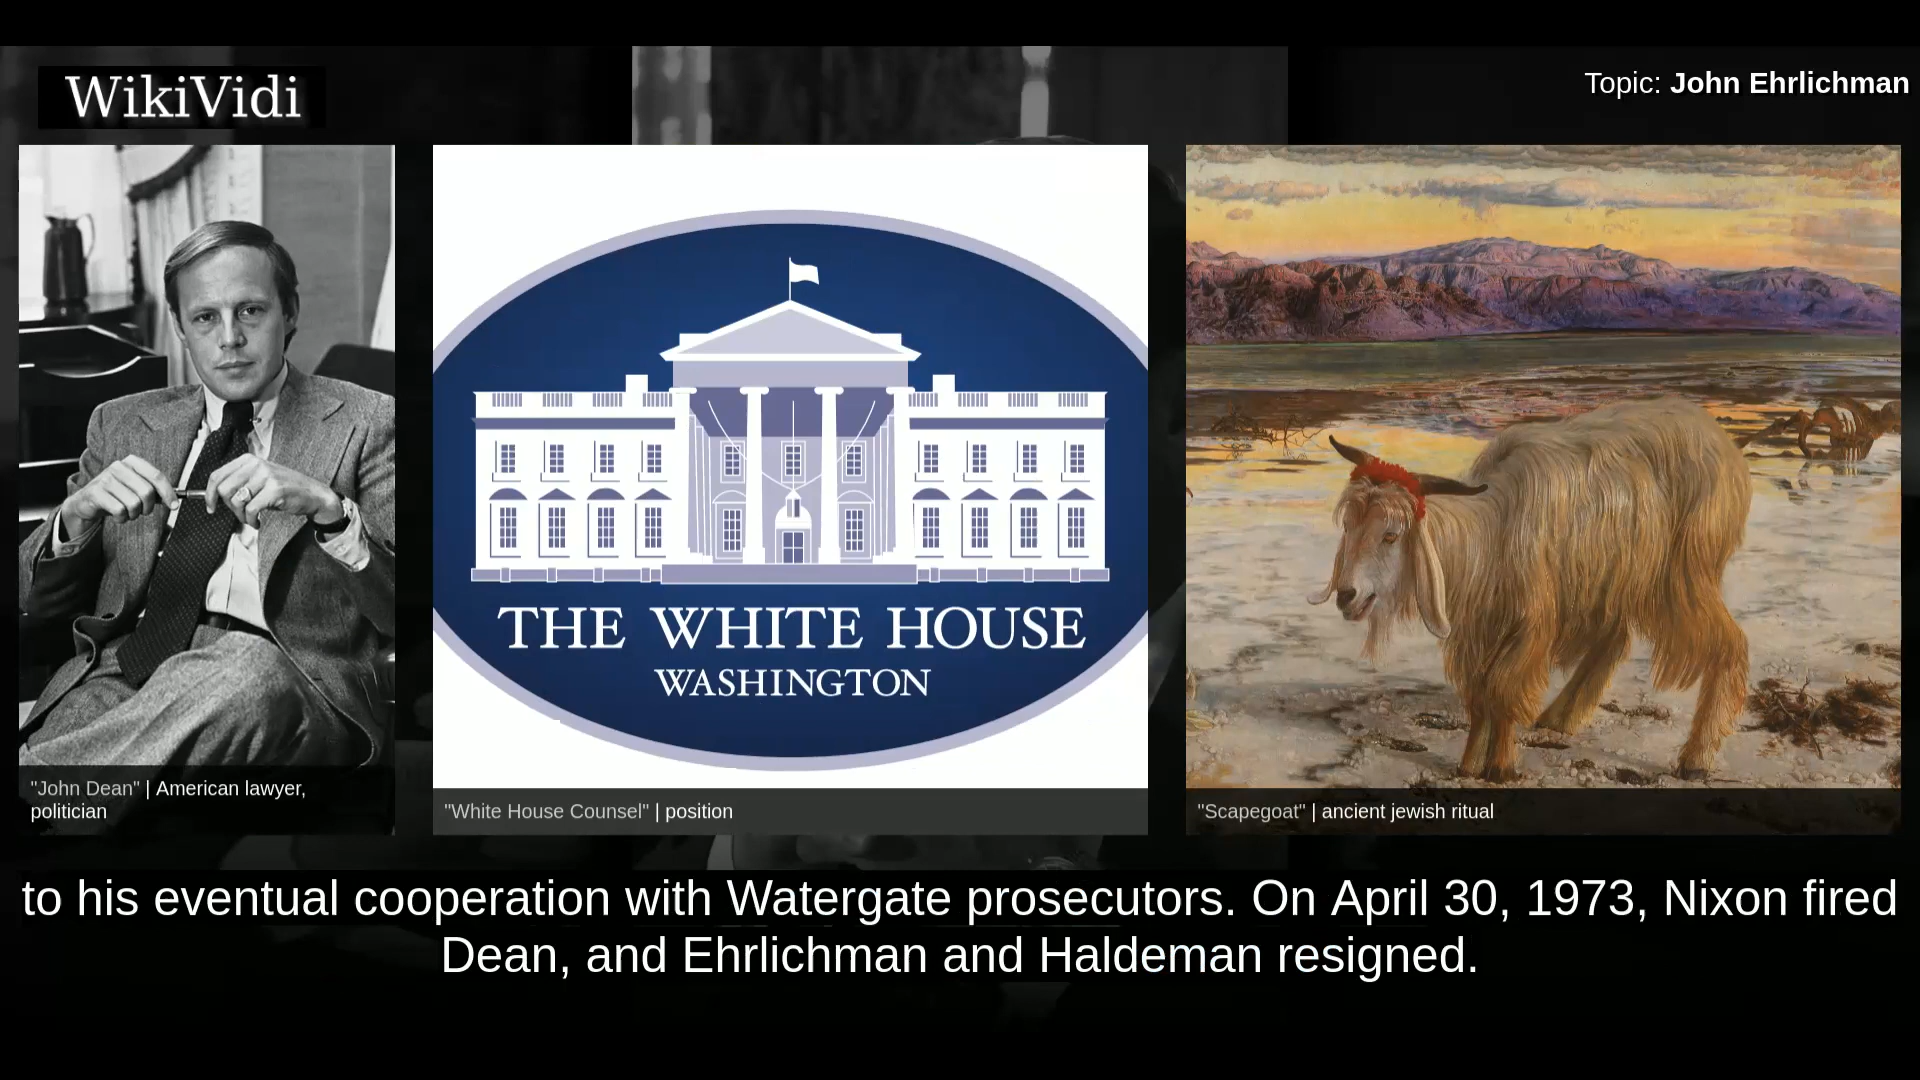 WikiVidi
Topic: John Ehrlichman
THE WHITE HOUSE
WASHINGTON
"John Dean" | American lawyer,
politician
"White House Counsel" | position
"Scapegoat" | ancient jewish ritual
to his eventual cooperation with Watergate prosecutors. On April 30, 1973, Nixon fired
Dean, and Ehrlichman and Haldeman resigned.